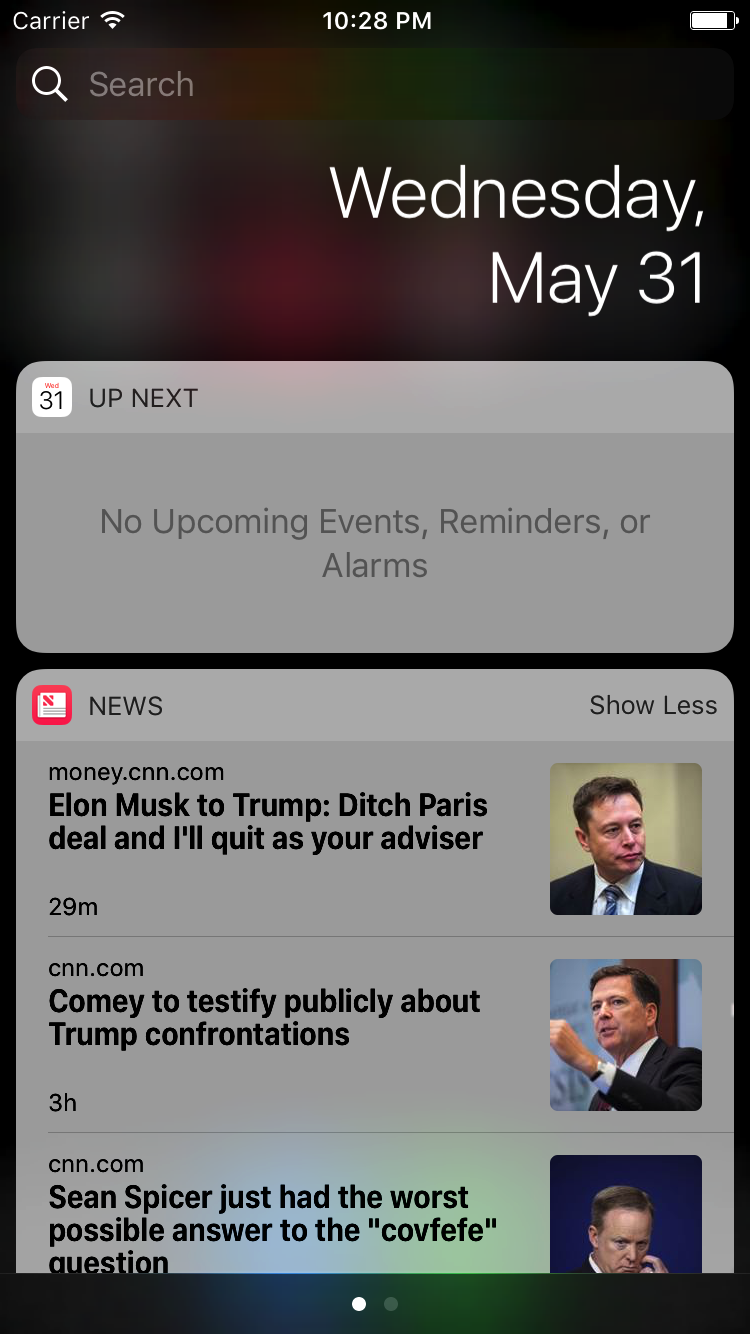 Carrier 10:28 PM
Search
Wednesday,
May 31
Wed
31
UP NEXT
No Upcoming Events, Reminders, or
Alarms
NEWS Show Less
money.cnn.com
Elon Musk to Trump: Ditch Paris
deal and I'll quit as your adviser
29m
cnn.com
Comey to testify publicly about
Trump confrontations
3h
cnn.com
Sean Spicer just had the worst
possible answer to the "covfefe"
question